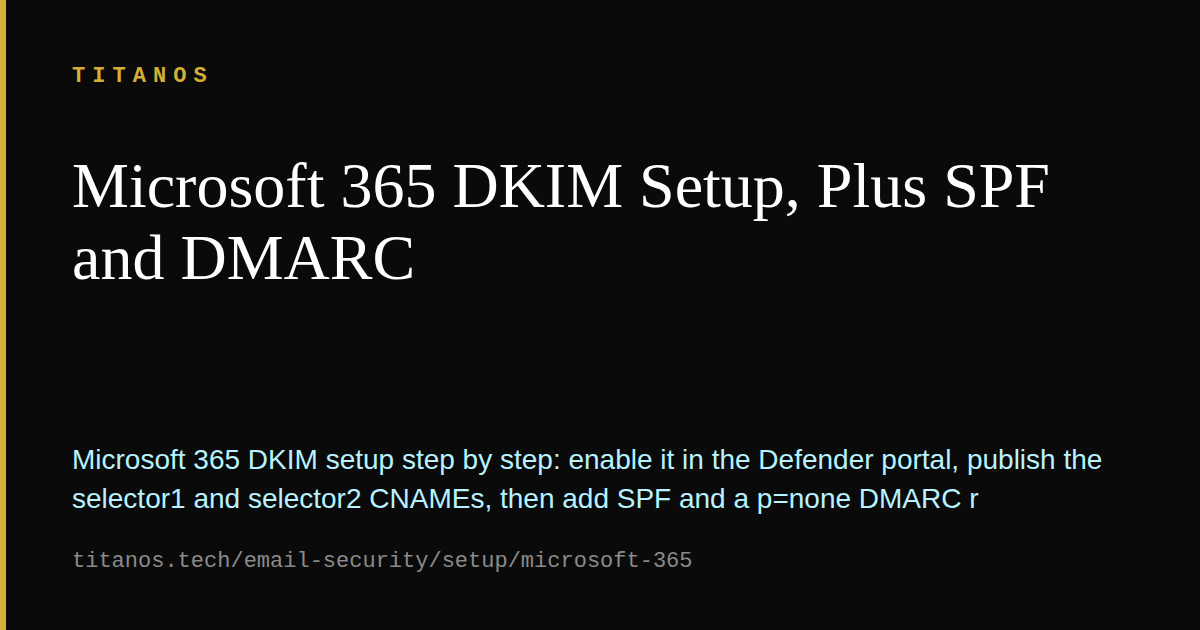 TITANOS
Microsoft 365 DKIM Setup, Plus SPF
and DMARC
Microsoft 365 DKIM setup step by step: enable it in the Defender portal, publish the
selector1 and selector2 CNAMEs, then add SPF and a p=none DMARC r
titanos.tech/email-security/setup/microsoft-365